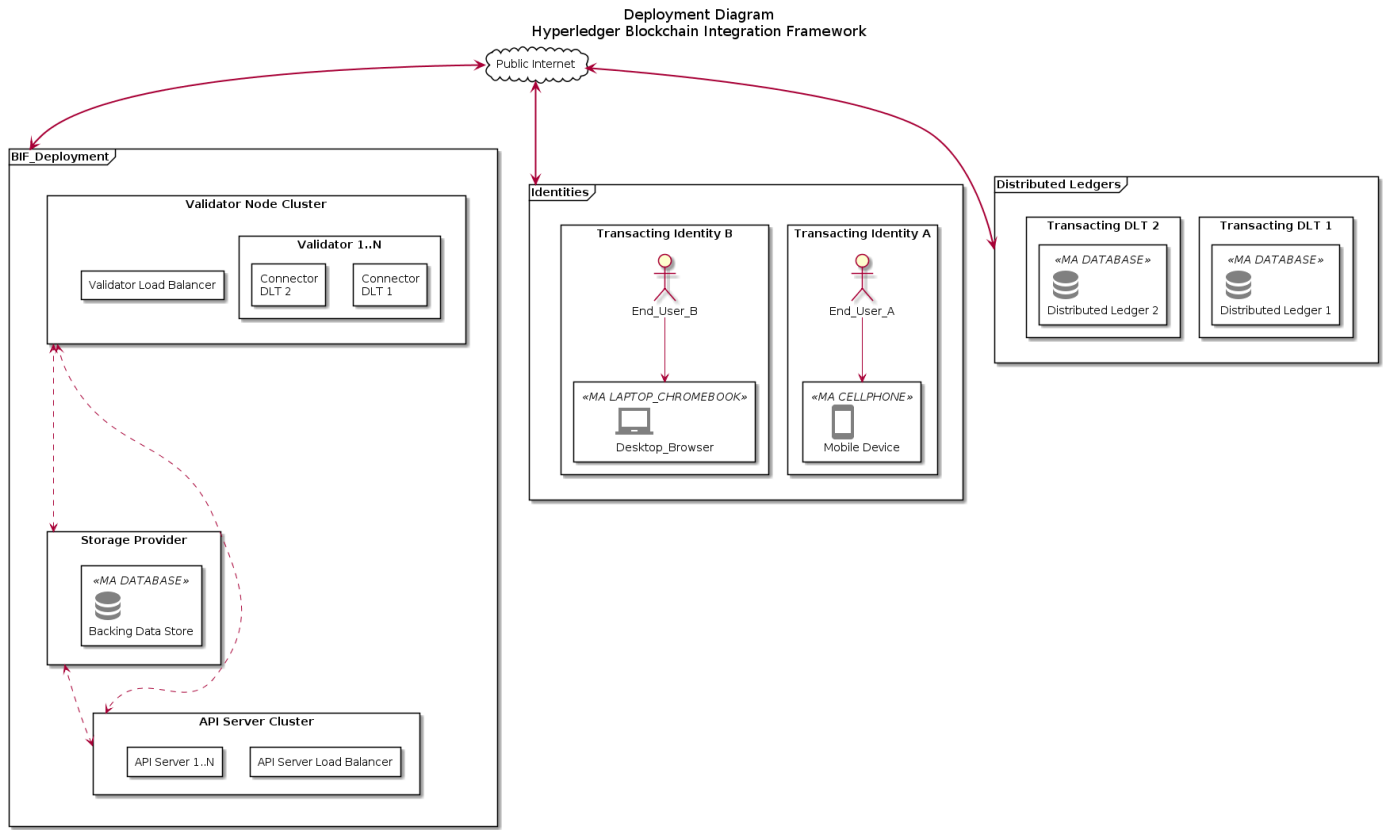 Deployment Diagram
Hyperledger Blockchain Integration Framework
Public Internet
BIF_Deployment
Validator Node Cluster
Validator 1..N
Validator Load Balancer
Connector
DLT 2
Connector
DLT 1
Storage Provider
«MA DATABASE»
Backing Data Store
API Server Cluster
API Server 1..N
API Server Load Balancer
Identities
Transacting Identity B
End_User_B
«MA LAPTOP_CHROMEBOOK»
Desktop_Browser
Transacting Identity A
End_User_A
«MA CELLPHONE»
Mobile Device
Distributed Ledgers
Transacting DLT 2
«MA DATABASE»
Distributed Ledger 2
Transacting DLT 1
«MA DATABASE»
Distributed Ledger 1